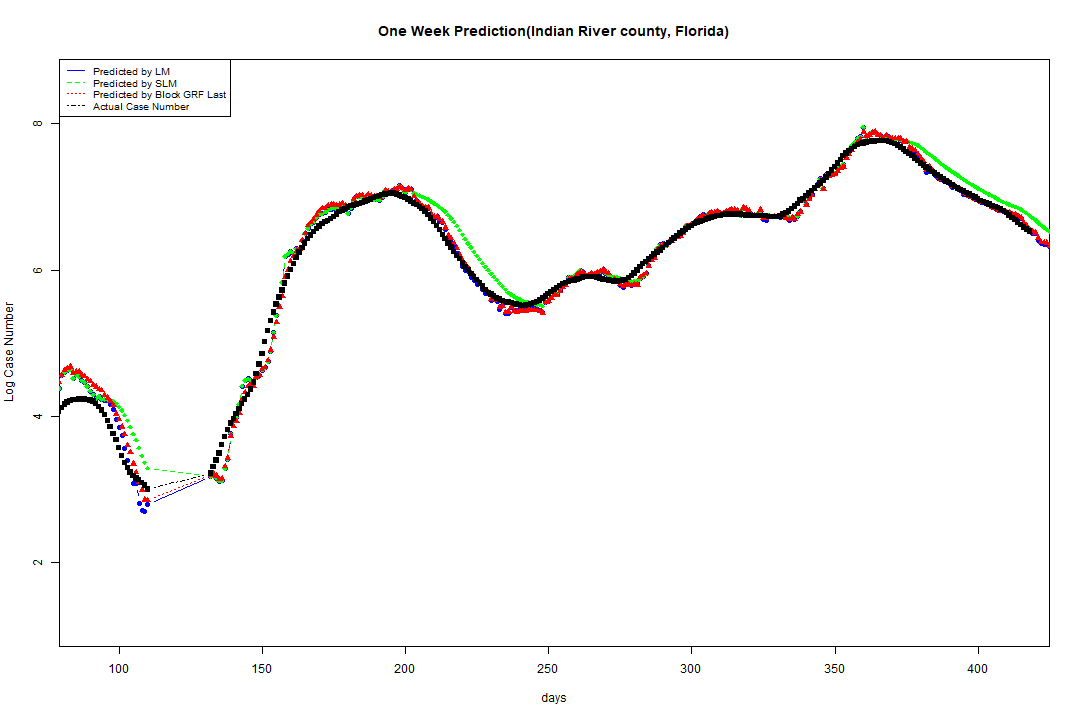 One Week Prediction(Indian River county, Florida)
Predicted by LM
Predicted by SLM
Predicted by Block GRF Last
Actual Case Number
8
6
4
2
Log Case Number
100 150 200 250 300 350 400
days